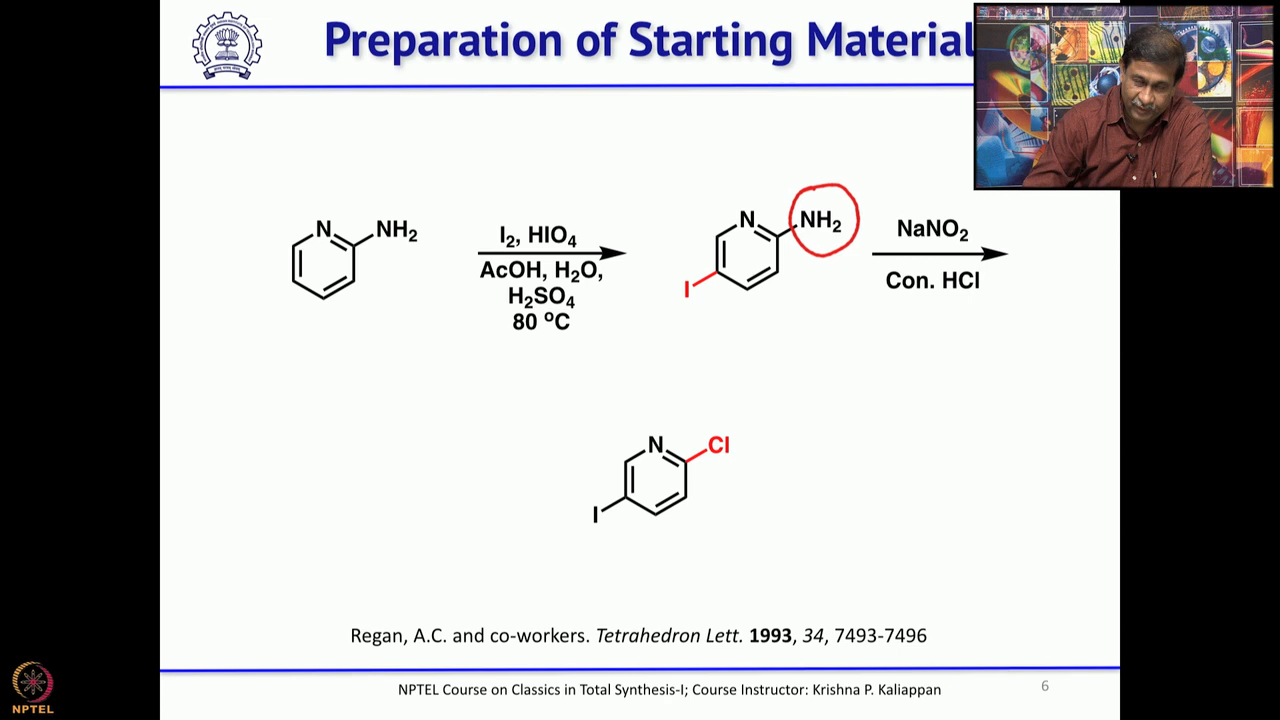 Preparation of Starting Material
N
NH2
I2, HIO4
AcOH, H2O,
H2SO4
80 °C
N
NH2
I
NaNO2
Con. HCl
N
Cl
I
Regan, A.C. and co-workers. Tetrahedron Lett. 1993, 34, 7493-7496
NPTEL Course on Classics in Total Synthesis-I; Course Instructor: Krishna P. Kaliappan
6
NPTEL